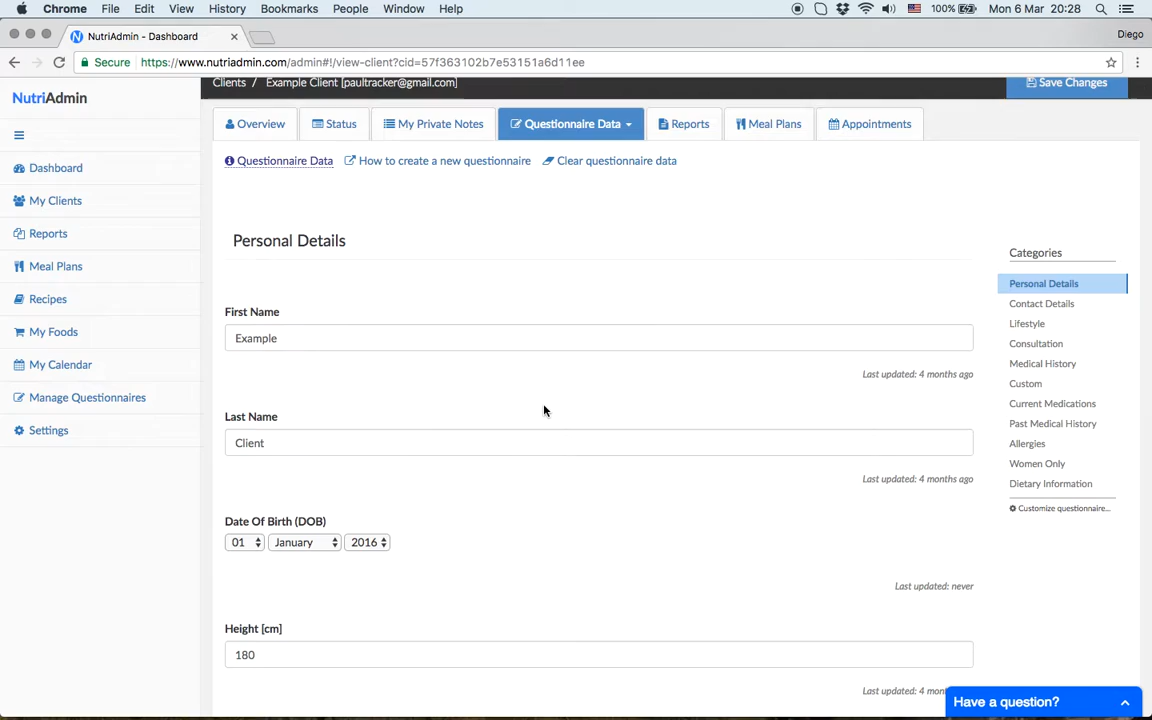 Chrome File Edit View History Bookmarks People Window Help 100% Mon 6 Mar 20:28
NutriAdmin - Dashboard Diego
Secure https://www.nutriadmin.com/admin#!/view-client?cid=57f363102b7e53151a6d11ee
NutriAdmin
Dashboard
My Clients
Reports
Meal Plans
Recipes
My Foods
My Calendar
Manage Questionnaires
Settings
Clients / Example Client [paultracker@gmail.com] Save Changes
Overview Status My Private Notes Questionnaire Data Reports Meal Plans Appointments
Questionnaire Data How to create a new questionnaire Clear questionnaire data
Personal Details
First Name
Example
Last updated: 4 months ago
Last Name
Client
Last updated: 4 months ago
Date Of Birth (DOB)
01 January 2016
Last updated: never
Height [cm]
180
Last updated: 4
Categories
Personal Details
Contact Details
Lifestyle
Consultation
Medical History
Custom
Current Medications
Past Medical History
Allergies
Women Only
Dietary Information
Customize questionnaire...
Have a question?